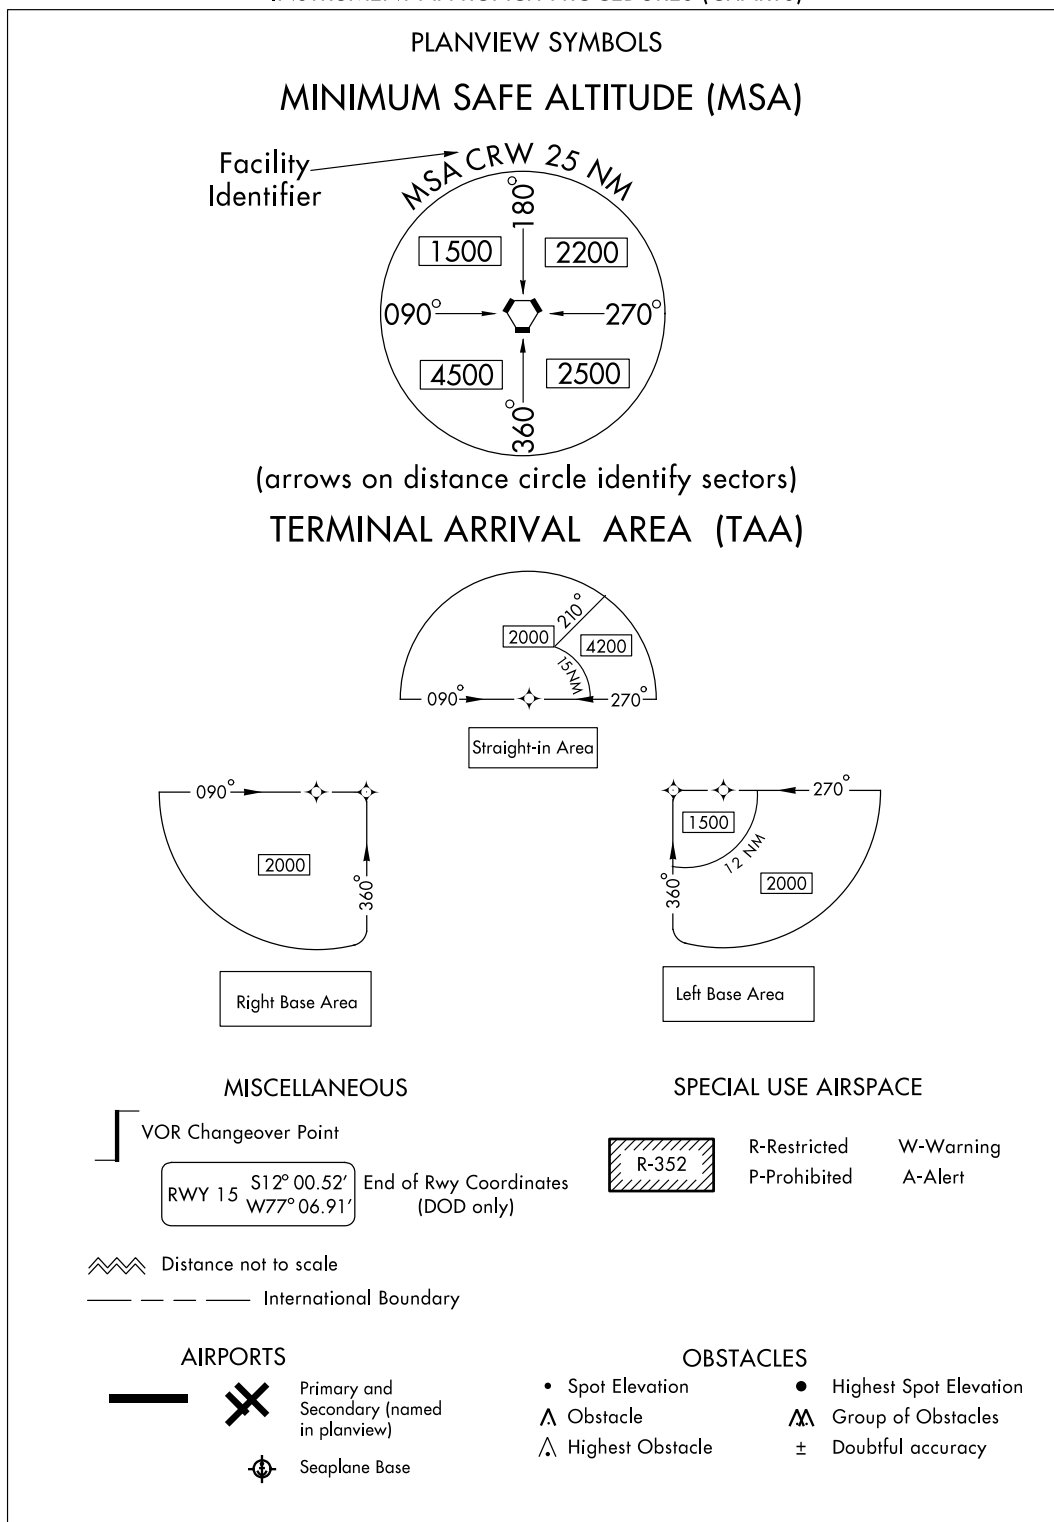 PLANVIEW SYMBOLS
MINIMUM SAFE ALTITUDE (MSA)
Facility
Identifier
MSA CRW 25 NM
180°
1500
2200
090°
270°
4500
2500
360°
(arrows on distance circle identify sectors)
TERMINAL ARRIVAL AREA (TAA)
210°
2000
4200
15NM
090°
270°
Straight-in Area
090°
2000
360°
Right Base Area
270°
1500
12 NM
360°
2000
Left Base Area
MISCELLANEOUS
VOR Changeover Point
RWY 15
S12° 00.52'
W77° 06.91'
End of Rwy Coordinates
(DOD only)
Distance not to scale
International Boundary
SPECIAL USE AIRSPACE
R-352
R-Restricted
W-Warning
P-Prohibited
A-Alert
AIRPORTS
Primary and
Secondary (named
in planview)
Seaplane Base
OBSTACLES
Spot Elevation
Highest Spot Elevation
Obstacle
Group of Obstacles
Highest Obstacle
± Doubtful accuracy